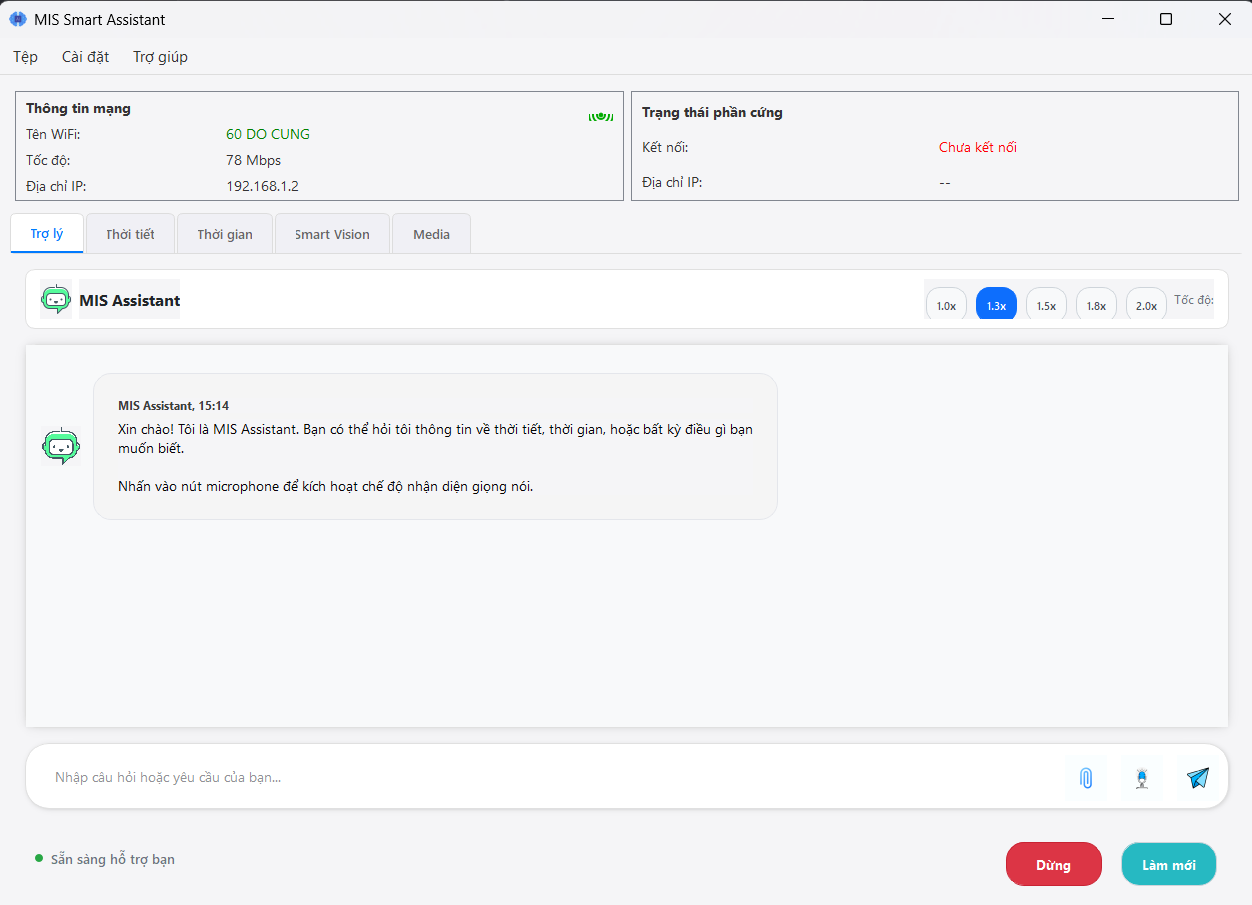 MIS Smart Assistant
Tệp Cài đặt Trợ giúp
Thông tin mạng
Tên WiFi: 60 DO CUNG
Tốc độ: 78 Mbps
Địa chỉ IP: 192.168.1.2
Trạng thái phần cứng
Kết nối: Chưa kết nối
Địa chỉ IP: --
Trợ lý Thời tiết Thời gian Smart Vision Media
MIS Assistant
1.0x 1.3x 1.5x 1.8x 2.0x Tốc độ:
MIS Assistant, 15:14
Xin chào! Tôi là MIS Assistant. Bạn có thể hỏi tôi thông tin về thời tiết, thời gian, hoặc bất kỳ điều gì bạn
muốn biết.
Nhấn vào nút microphone để kích hoạt chế độ nhận diện giọng nói.
Nhập câu hỏi hoặc yêu cầu của bạn...
Sẵn sàng hỗ trợ bạn
Dừng Làm mới